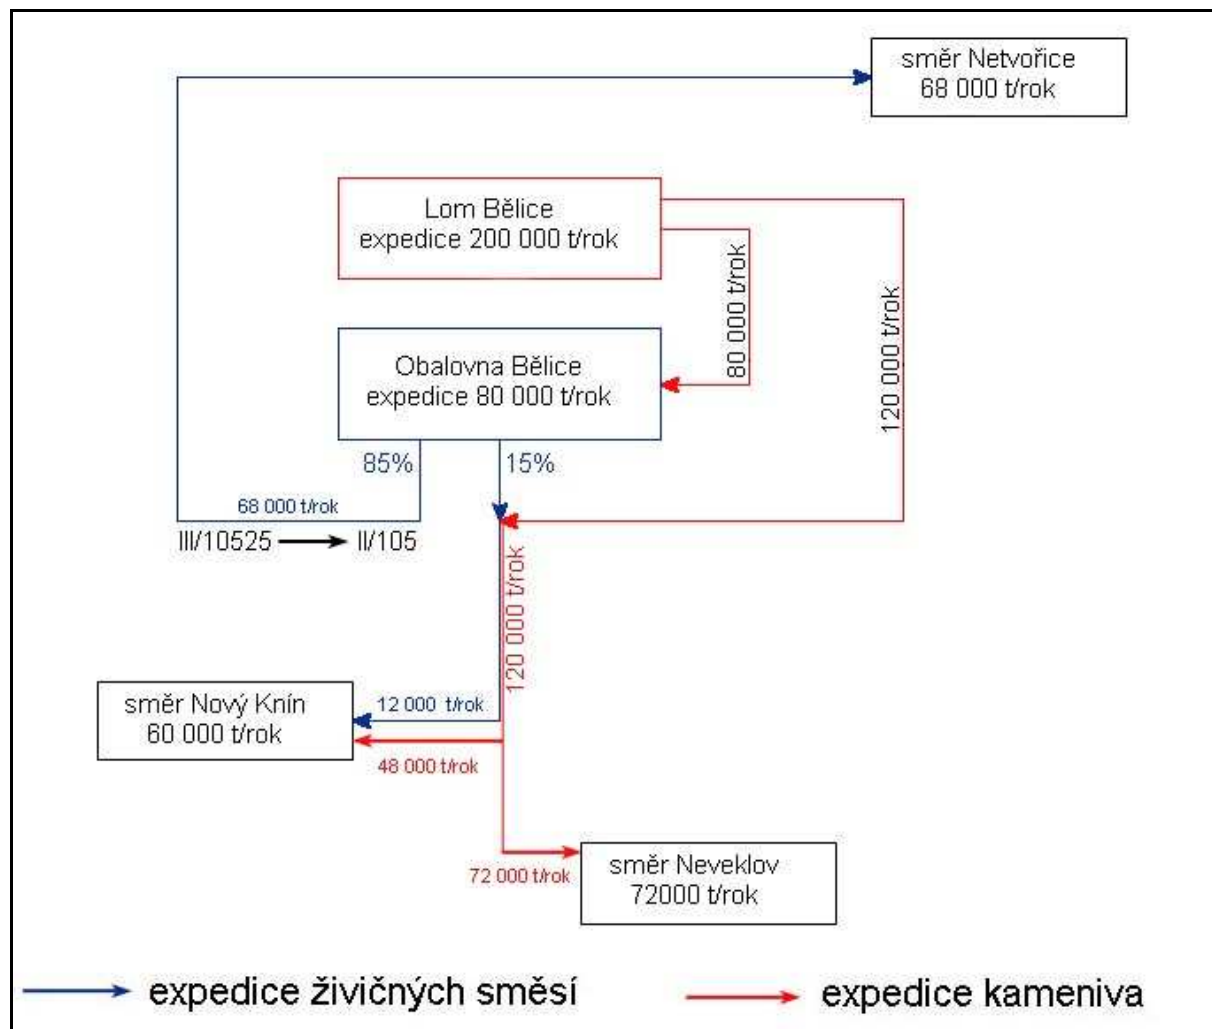 směr Netvořice
68 000 t/rok
Lom Bělice
expedice 200 000 t/rok
80 000 t/rok
120 000 t/rok
Obalovna Bělice
expedice 80 000 t/rok
85%
15%
68 000 t/rok
III/10525 II/105
120 000 t/rok
směr Nový Knín
60 000 t/rok
12 000 t/rok
48 000 t/rok
72 000 t/rok
směr Neveklov
72000 t/rok
expedice živičných směsí
expedice kameniva